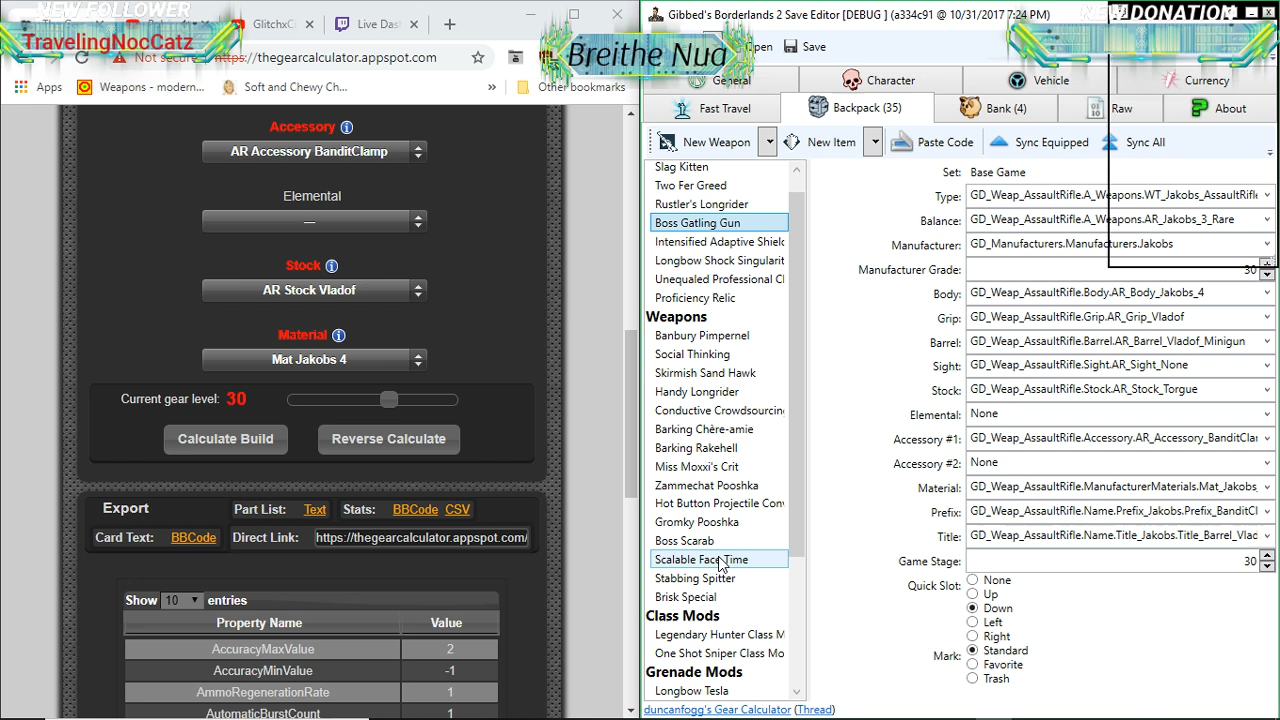 NEW FOLLOWER
TravelingNocCatz
GlitchxC
Live Das
Not secure
https://thegearcalculator.appspot.com
Apps
Weapons - modern...
Chewy Ch...
»
Other bookmarks
Accessory
AR Accessory BanditClamp
Elemental
—
Stock
AR Stock Vladof
Material
Mat Jakobs 4
Current gear level: 30
Calculate Build
Reverse Calculate
Export
Part List: Text
Stats: BBCode CSV
Card Text: BBCode
Direct Link: https://thegearcalculator.appspot.com/
Show 10 entries
Property Name
Value
AccuracyMaxValue
2
AccuracyMinValue
-1
AmmoRegenerationRate
1
AutomaticBurstCount
1
Breithe Nua
Gibbed's Borderlands 2 Save Editor [DEBUG] (a334c91 @ 10/31/2017 7:24 PM)
NEW DONATION
Save
General
Character
Vehicle
Currency
Fast Travel
Backpack (35)
Bank (4)
Raw
About
New Weapon
New Item
Paste Code
Sync Equipped
Sync All
Slag Kitten
Two Fer Greed
Rustler's Longrider
Boss Gatling Gun
Intensified Adaptive Shiel
Longbow Shock Singulari
Unequaled Professional C
Proficiency Relic
Weapons
Banbury Pimpernel
Social Thinking
Skirmish Sand Hawk
Handy Longrider
Conductive Crowdsourcin
Barking Chère-amie
Barking Rakehell
Miss Moxxi's Crit
Zammechat Pooshka
Hot Button Projectile Con
Gromky Pooshka
Boss Scarab
Scalable Face Time
Stabbing Spitter
Brisk Special
Class Mods
Legendary Hunter Class M
One Shot Sniper Class Mo
Grenade Mods
Longbow Tesla
duncanfogg's Gear Calculator (Thread)
Set: Base Game
Type: GD_Weap_AssaultRifle.A_Weapons.WT_Jakobs_AssaultRifle
Balance: GD_Weap_AssaultRifle.A_Weapons.AR_Jakobs_3_Rare
Manufacturer: GD_Manufacturers.Manufacturers.Jakobs
Manufacturer Grade: 30
Body: GD_Weap_AssaultRifle.Body.AR_Body_Jakobs_4
Grip: GD_Weap_AssaultRifle.Grip.AR_Grip_Vladof
Barrel: GD_Weap_AssaultRifle.Barrel.AR_Barrel_Vladof_Minigun
Sight: GD_Weap_AssaultRifle.Sight.AR_Sight_None
Stock: GD_Weap_AssaultRifle.Stock.AR_Stock_Torgue
Elemental: None
Accessory #1: GD_Weap_AssaultRifle.Accessory.AR_Accessory_BanditClar
Accessory #2: None
Material: GD_Weap_AssaultRifle.ManufacturerMaterials.Mat_Jakobs_
Prefix: GD_Weap_AssaultRifle.Name.Prefix_Jakobs.Prefix_BanditCl
Title: GD_Weap_AssaultRifle.Name.Title_Jakobs.Title_Barrel_Vlad
Game Stage: 30
Quick Slot: None
Up
Down
Left
Right
Mark: Standard
Favorite
Trash